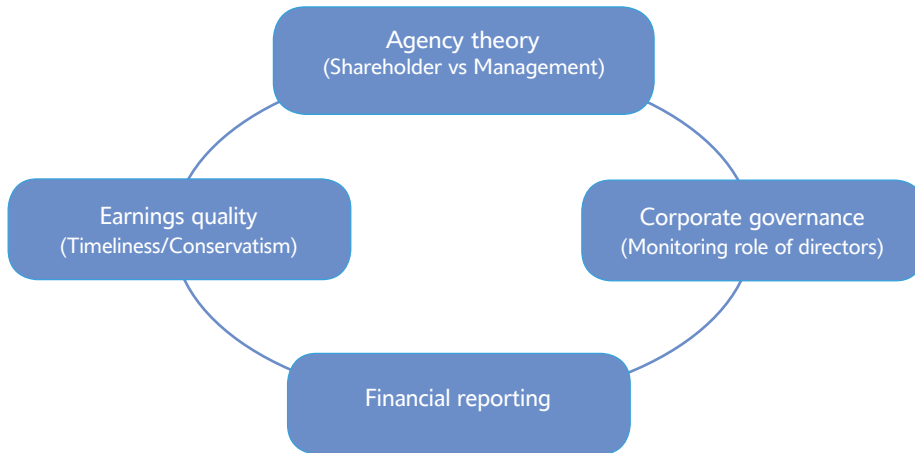 Agency theory
(Shareholder vs Management)
Earnings quality
(Timeliness/Conservatism)
Corporate governance
(Monitoring role of directors)
Financial reporting